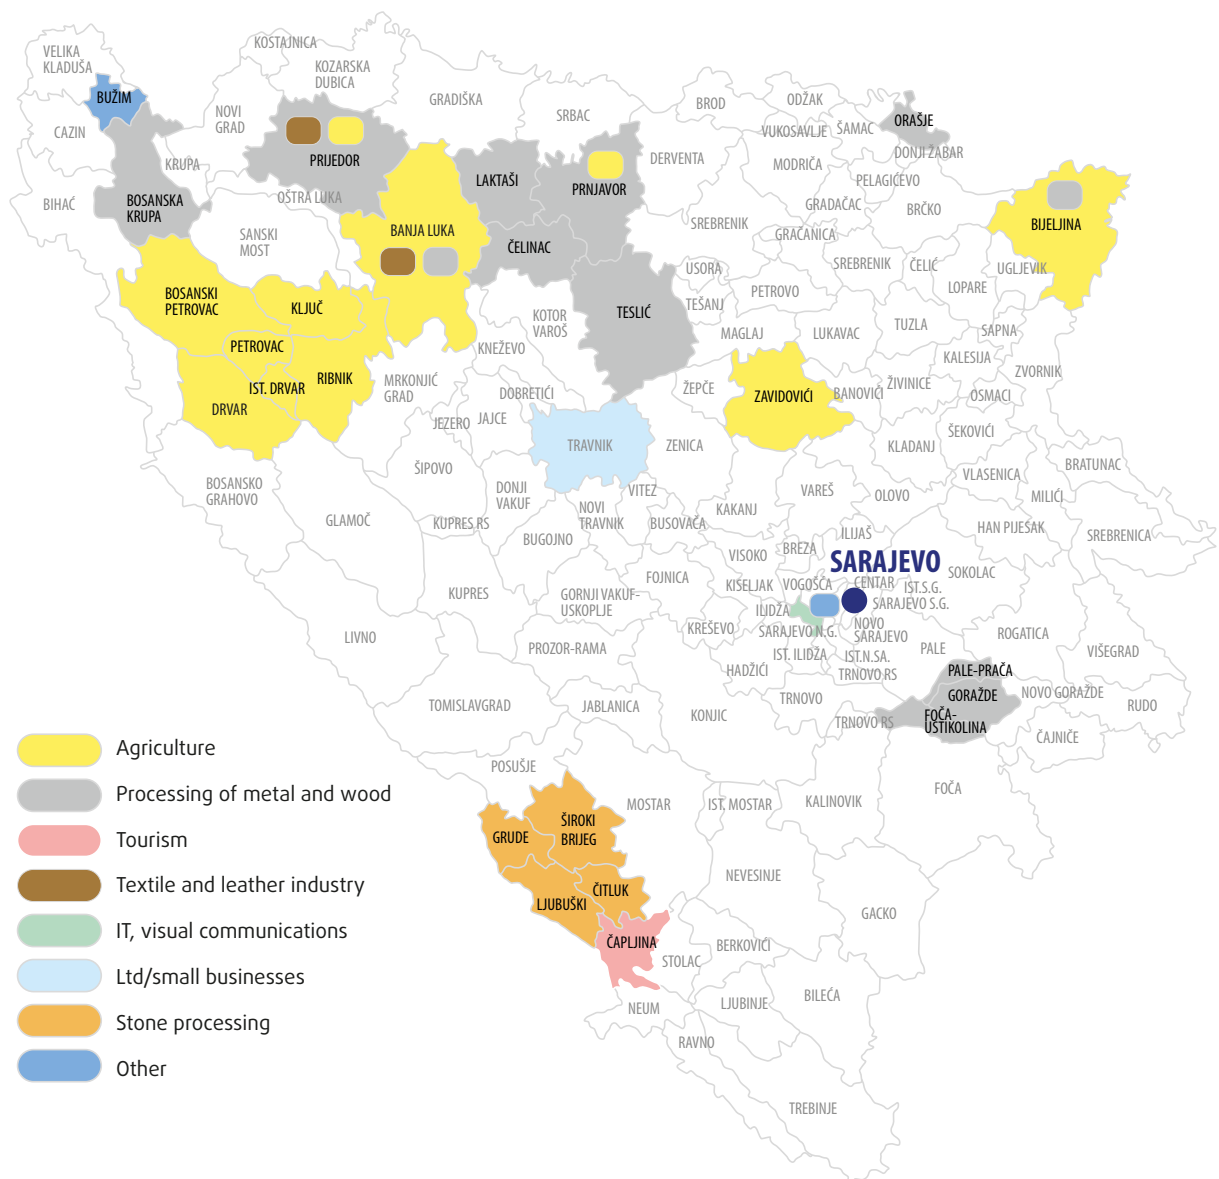 VELIKA
KLADUŠA
KOSTAJNICA
KOZARSKA
DUBICA
BUŽIM
NOVI
GRAD
GRADIŠKA
SRBAC
BROD
ODŽAK
VUKOSAVLJE
ŠAMAC
ORAŠJE
DONJI ŽABAR
CAZIN
KRUPA
PRIJEDOR
LAKTAŠI
PRNJAVOR
DERVENTA
MODRIČA
PELAGIĆEVO
BIHAĆ
BOSANSKA
KRUPA
OŠTRA LUKA
SANSKI
MOST
BANJA LUKA
ČELINAC
SREBRENIK
GRADAČAC
BRČKO
BIJELJINA
GRAČANICA
USORA
SREBRENIK
ČELIĆ
UGLJEVIK
BOSANSKI
PETROVAC
KLJUČ
KOTOR
VAROŠ
TESLIĆ
TEŠANJ
PETROVO
LOPARE
PETROVAC
KNEŽEVO
MAGLAJ
LUKAVAC
TUZLA
SAPNA
KALESIJA
ZVORNIK
IST. DRVAR
RIBNIK
MRKONJIĆ
GRAD
DOBRETIĆI
ŽEPČE
ZAVIDOVIĆI
BANOVIĆI
ŽIVINICE
OSMACI
DRVAR
JEZERO
JAJCE
TRAVNIK
ZENICA
KLADANJ
ŠEKOVIĆI
BOSANSKO
GRAHOVO
ŠIPOVO
DONJI
VAKUF
VITEZ
VAREŠ
OLOVO
VLASENICA
BRATUNAC
MILIĆI
GLAMOČ
KUPRES RS
NOVI
TRAVNIK
BUSOVAČA
KAKANJ
HAN PIJEŠAK
SREBRENICA
BUGOJNO
VISOKO
BREZA
ILIJAŠ
SARAJEVO
SOKOLAC
KUPRES
GORNJI VAKUF-
USKOPLJE
FOJNICA
KISELJAK
VOGOŠĆA
CENTAR
IST.S.G.
SARAJEVO S.G.
ILIDŽA
LIVNO
PROZOR-RAMA
KREŠEVO
SARAJEVO N.G.
NOVO
SARAJEVO
ROGATICA
VIŠEGRAD
HADŽIĆI
IST. ILIDŽA
IST.N.SA.
PALE
TRNOVO RS
PALE-PRAČA
GORAŽDE
NOVO GORAŽDE
RUDO
TOMISLAVGRAD
JABLANICA
KONJIC
TRNOVO
TRNOVO RS
FOČA-
USTIKOLINA
ČAJNIČE
Agriculture
POSUŠJE
Processing of metal and wood
MOSTAR
IST. MOSTAR
KALINOVIK
FOČA
Tourism
GRUDE
ŠIROKI
BRIJEG
Textile and leather industry
LJUBUŠKI
ČITLUK
NEVESINJE
GACKO
IT, visual communications
ČAPLJINA
STOLAC
BERKOVIĆI
Ltd/small businesses
BILEĆA
Stone processing
NEUM
LJUBINJE
RAVNO
Other
TREBINJE